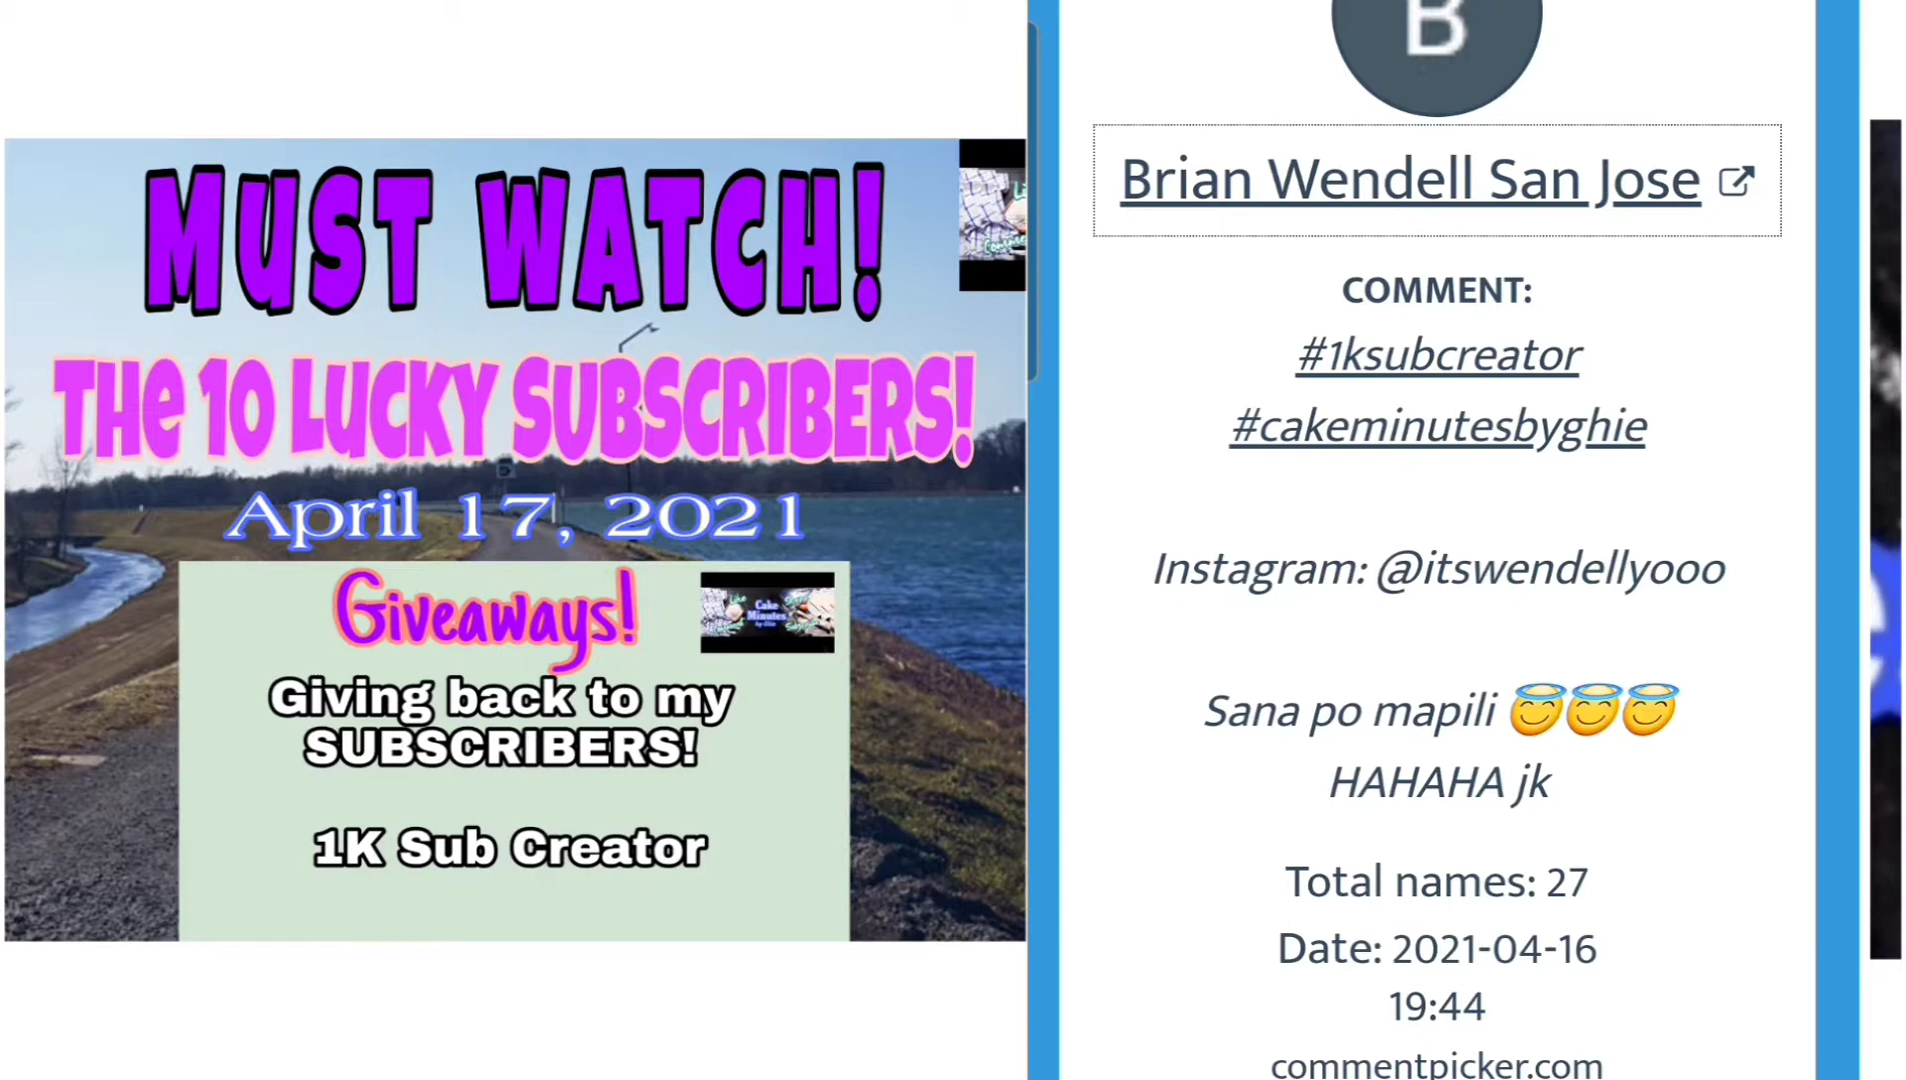 MUST WATCH!
THe 10 LUCKY SUBSCRIBERS!
April 17, 2021
Giveaways!
Cake
Minutes
Giving back to my
SUBSCRIBERS!
1K Sub Creator
B
Brian Wendell San Jose
COMMENT:
#1ksubcreator
#cakeminutesbyghie
Instagram: @itswendellyooo
Sana po mapili 😇😇😇
HAHAHA jk
Total names: 27
Date: 2021-04-16
19:44
commentpicker.com